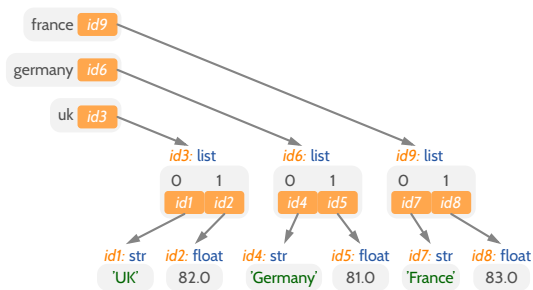 france id9
germany id6
uk id3
id3: list id6: list id9: list
0 1 0 1 0 1
id1 id2 id4 id5 id7 id8
id1: str id2: float id4: str id5: float id7: str id8: float
'UK' 82.0 'Germany' 81.0 'France' 83.0